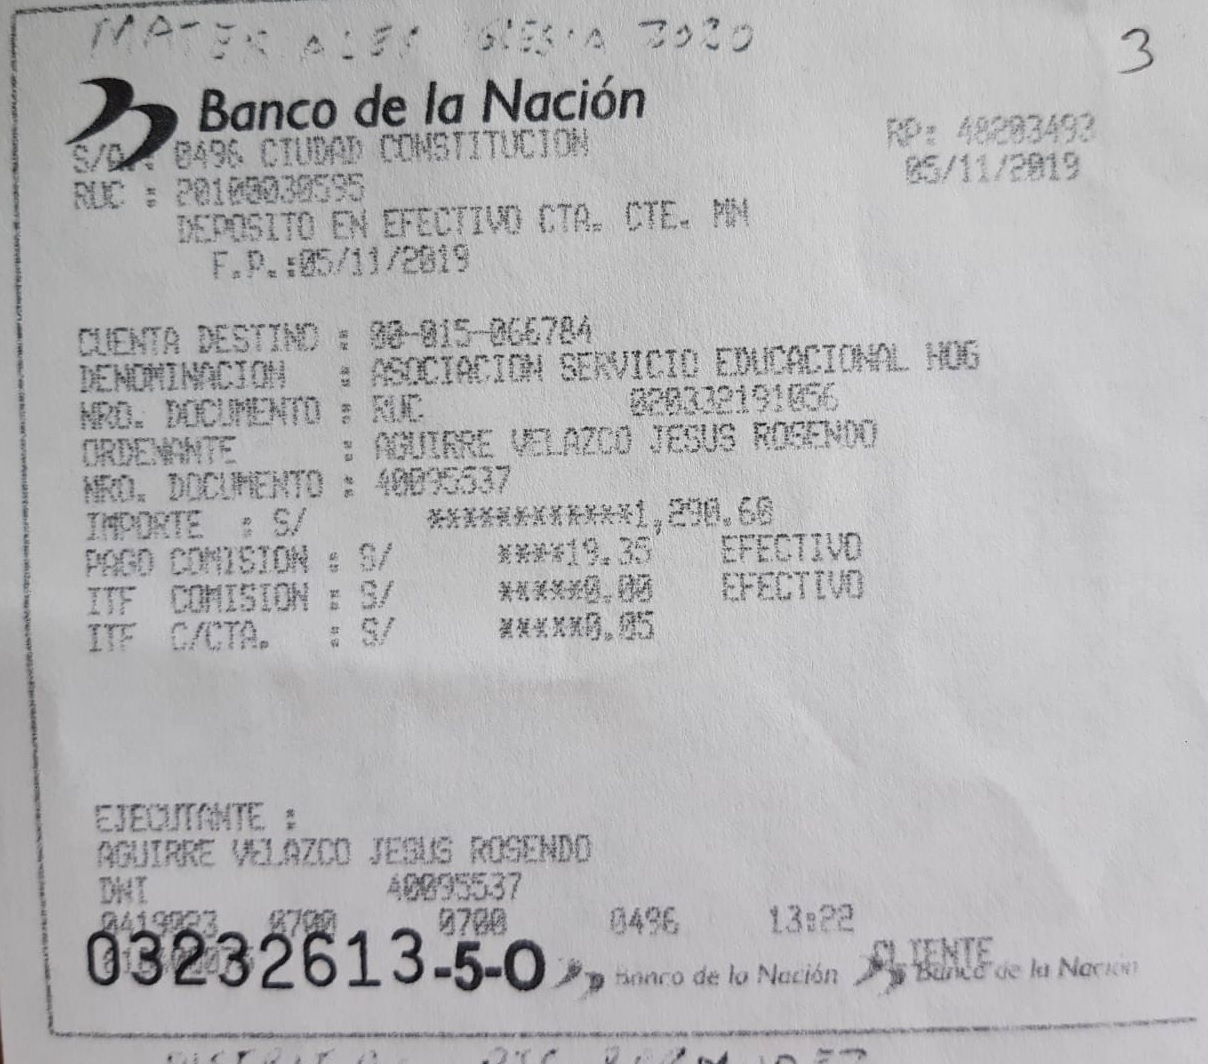 MATERIALES IGLESIA 2020
3
Banco de la Nación
S/A.: 0496 CIUDAD CONSTITUCION
RP: 48203493
RUC : 20100030595
05/11/2019
DEPOSITO EN EFECTIVO CTA. CTE. MN
F.P.:05/11/2019
CUENTA DESTINO : 00-015-066784
DENOMINACION : ASOCIACION SERVICIO EDUCACIONAL HOG
NRO. DOCUMENTO : RUC 020332191056
ORDENANTE : AGUIRRE VELAZCO JESUS ROSENDO
NRO. DOCUMENTO : 40095537
IMPORTE : S/ ************1,290.60
PAGO COMISION : S/ ****19.35 EFECTIVO
ITF COMISION : S/ *****0.00 EFECTIVO
ITF C/CTA. : S/ *****0.05
EJECUTANTE :
AGUIRRE VELAZCO JESUS ROSENDO
DNI 40095537
0700 0700 0496 13:22
CLIENTE
03232613-5-O Banco de la Nación Banco de la Nación